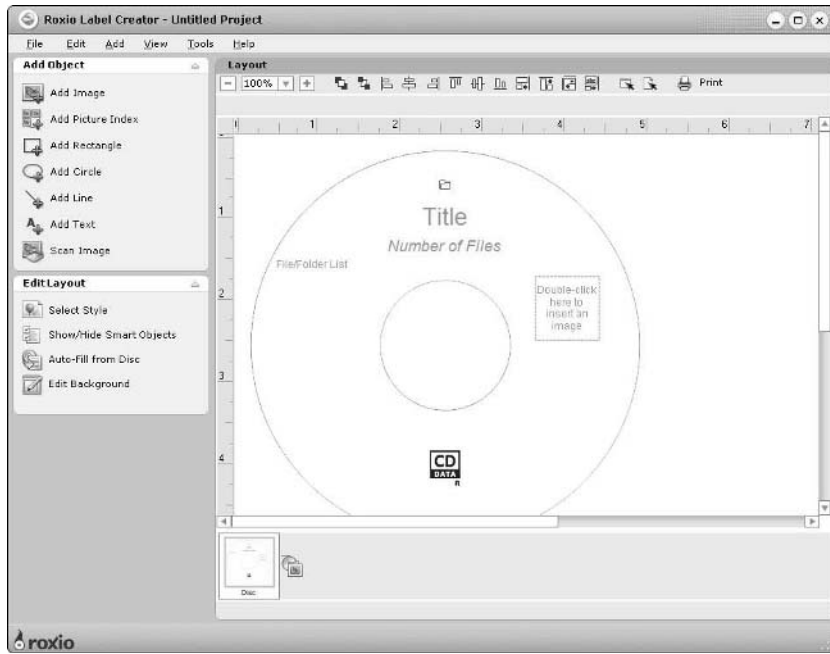 Roxio Label Creator - Untitled Project
File Edit Add View Tools Help
Add Object
Add Image
Add Picture Index
Add Rectangle
Add Circle
Add Line
Add Text
Scan Image
Edit Layout
Select Style
Show/Hide Smart Objects
Auto-Fill from Disc
Edit Background
Layout
100% Print
1 2 3 4 5 6 7
1
2
3
4
Title
Number of Files
File/Folder List
Double-click
here to
insert an
image
CD
DATA
R
Disc
roxio